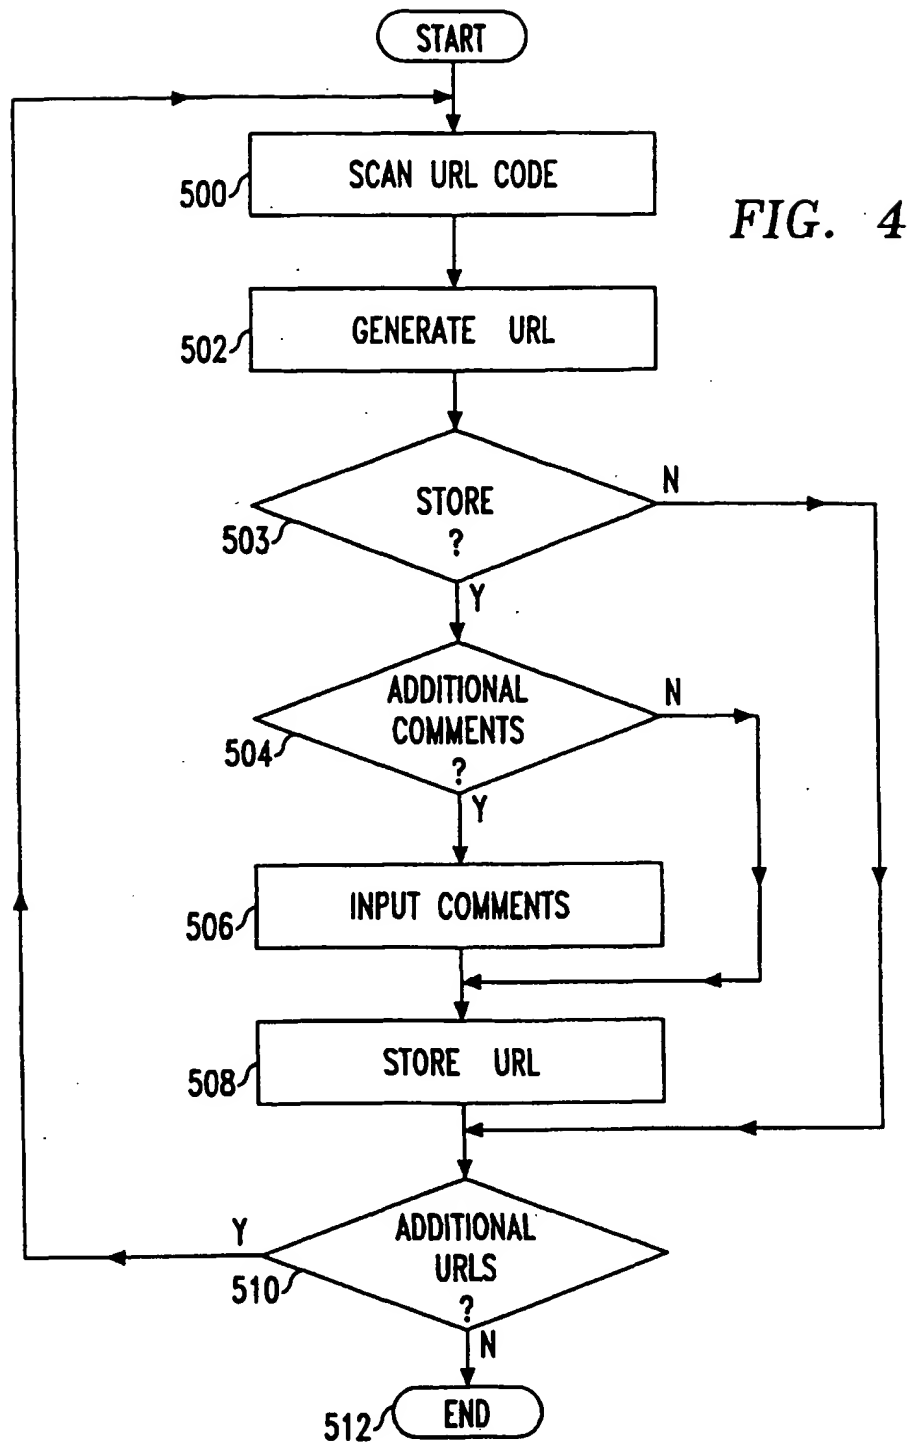 START
SCAN URL CODE
500
FIG. 4
GENERATE URL
502
N
STORE
?
503
Y
ADDITIONAL
COMMENTS
?
N
504
Y
INPUT COMMENTS
506
STORE URL
508
Y
ADDITIONAL
URLS
?
510
N
END
512